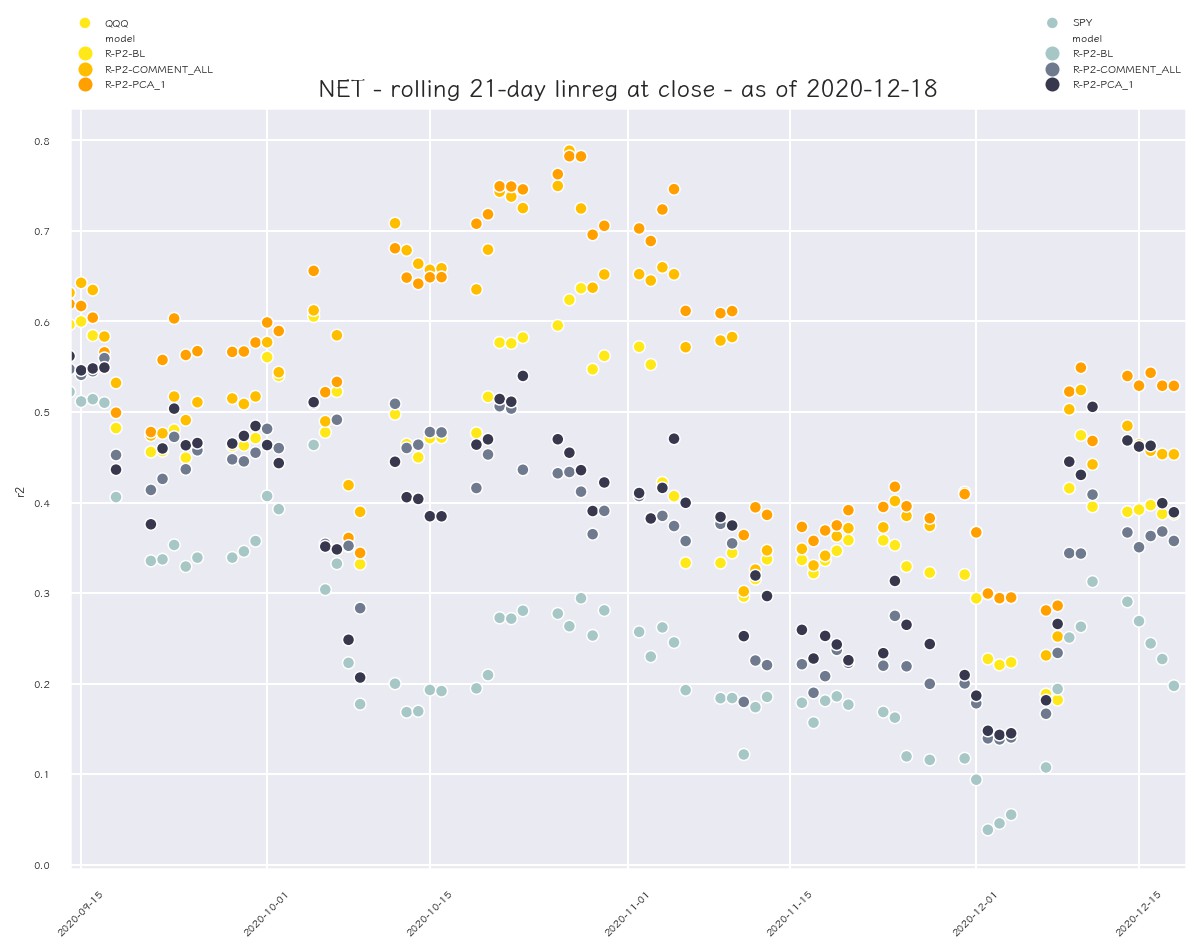 QQQ
model
R-P2-BL
R-P2-COMMENT_ALL
R-P2-PCA_1
SPY
model
R-P2-BL
R-P2-COMMENT_ALL
R-P2-PCA_1
NET - rolling 21-day linreg at close - as of 2020-12-18
0.8
0.7
0.6
0.5
0.4
0.3
0.2
0.1
0.0
r2
2020-09-15
2020-10-01
2020-10-15
2020-11-01
2020-11-15
2020-12-01
2020-12-15